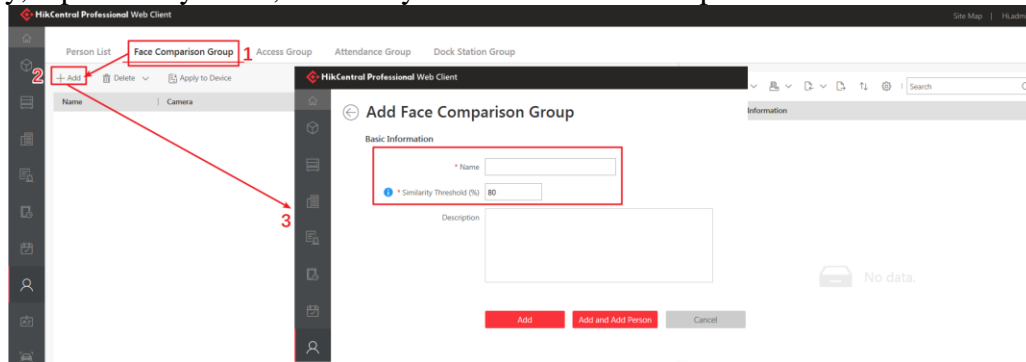 HikCentral Professional Web Client
Site Map | HI,adm
Person List Face Comparison Group 1 Access Group Attendance Group Dock Station Group
2 + Add Delete Apply to Device
Name Camera
HikCentral Professional Web Client
Search
Information
Add Face Comparison Group
Basic Information
* Name
* Similarity Threshold (%) 80
3
Description
No data.
Add Add and Add Person Cancel